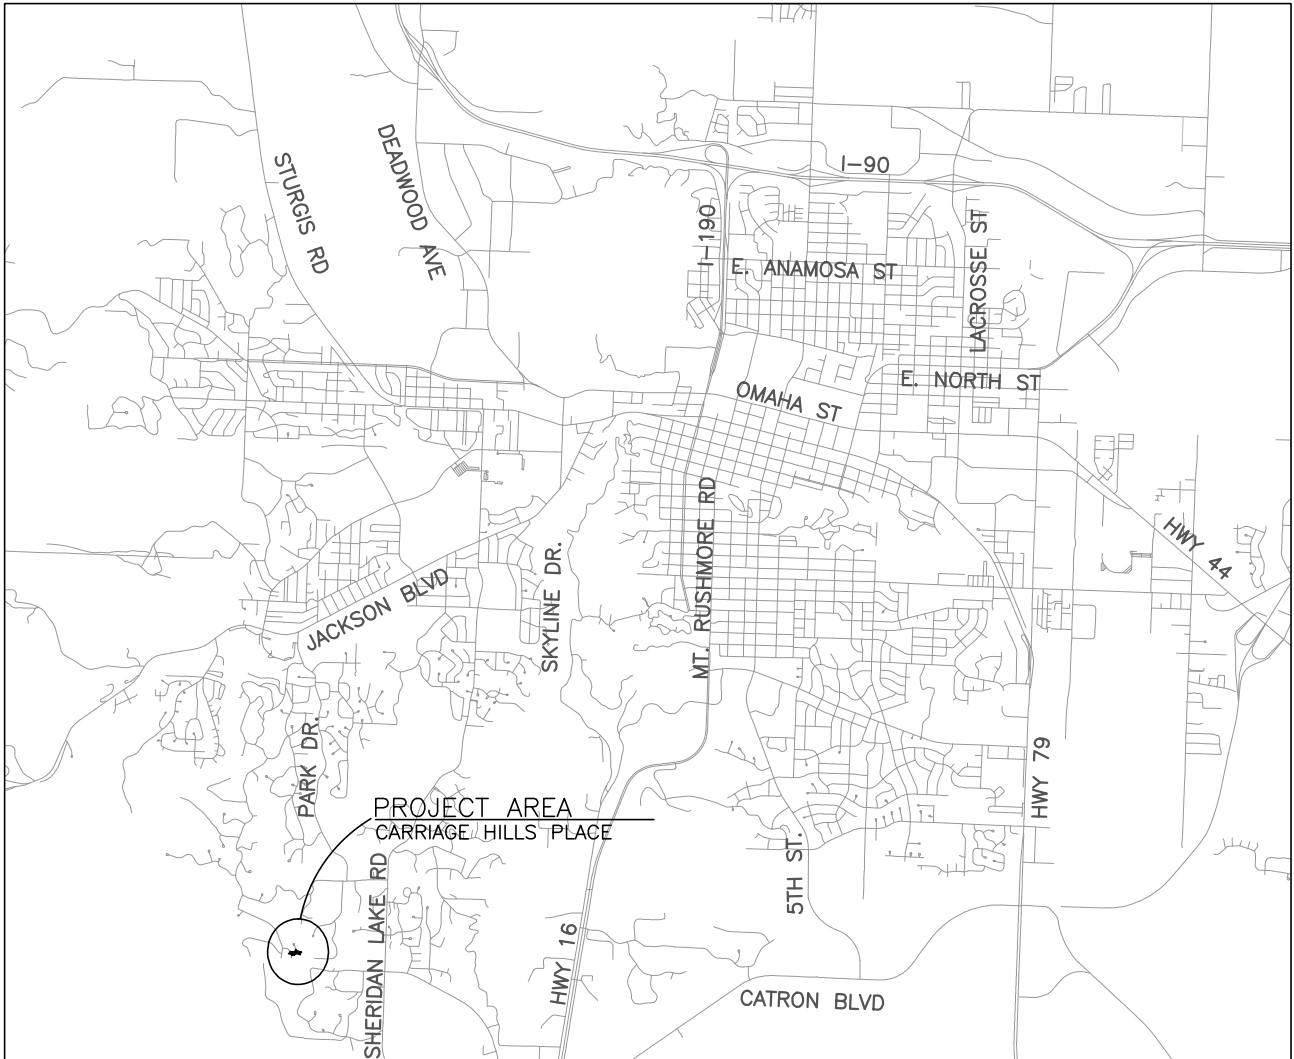 DEADWOOD AVE
STURGIS RD
I-90
I-190
LACROSSE ST
E. ANAMOSA ST
E. NORTH ST
OMAHA ST
MT. RUSHMORE RD
HWY 44
SKYLINE DR.
JACKSON BLVD
PARK DR.
HWY 79
PROJECT AREA
CARRIAGE HILLS PLACE
5TH ST.
SHERIDAN LAKE RD
HWY 16
CATRON BLVD